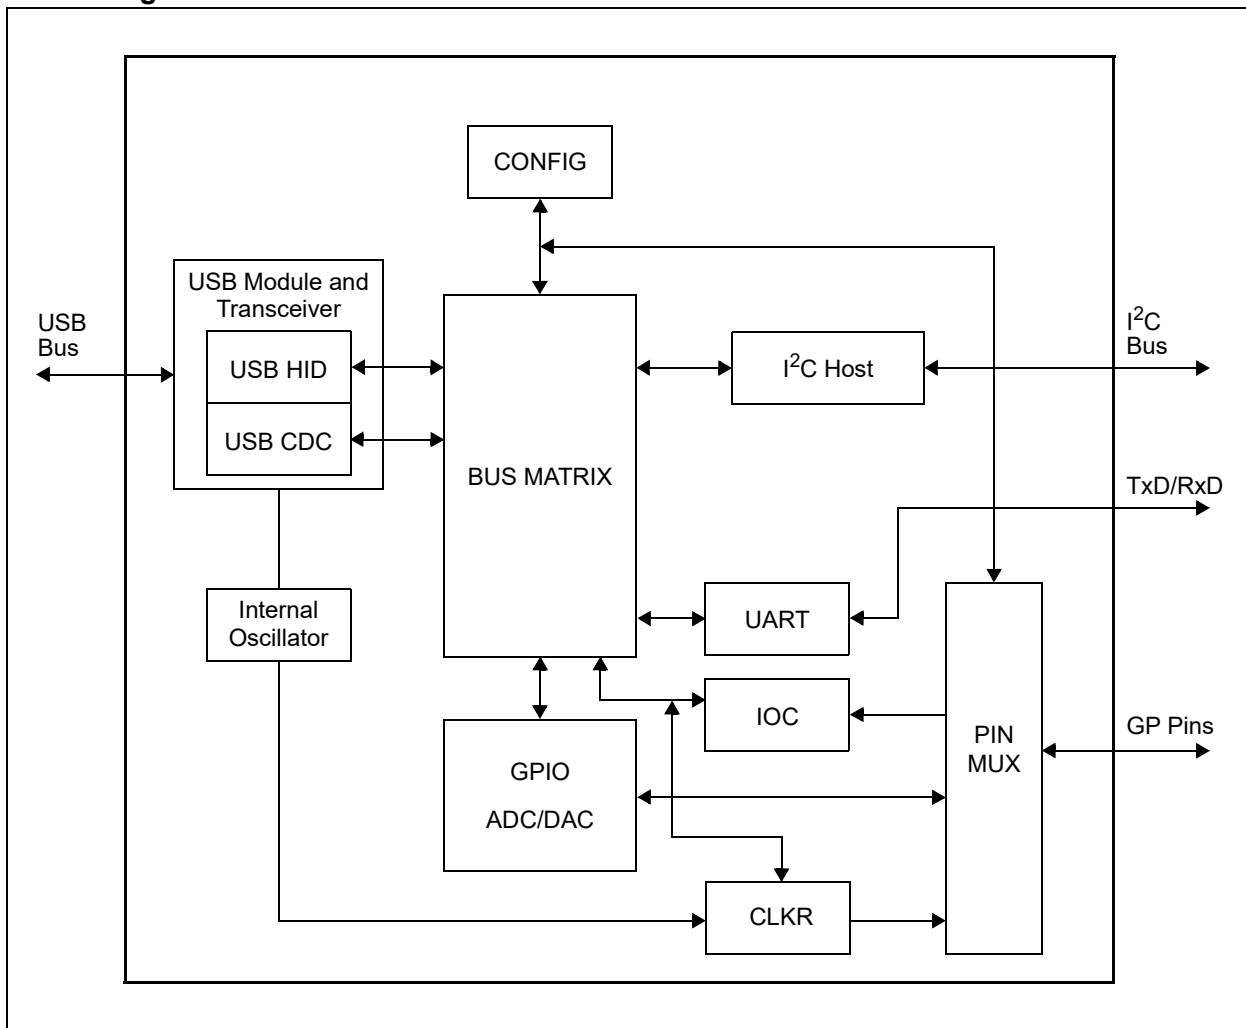 CONFIG
USB Module and
Transceiver
USB HID
USB CDC
USB
Bus
BUS MATRIX
I²C Host
I²C
Bus
TxD/RxD
UART
Internal
Oscillator
IOC
PIN
MUX
GP Pins
GPIO
ADC/DAC
CLKR